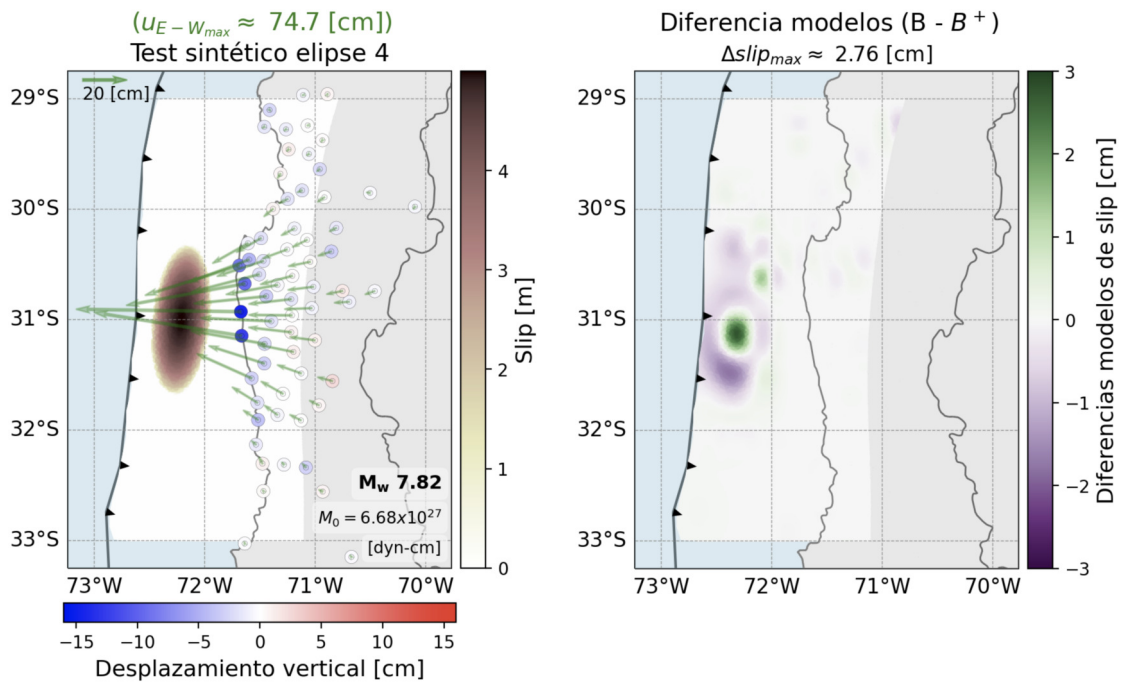 (u_{E-W_{max}} ≈ 74.7 [cm])
Test sintético elipse 4
20 [cm]
29°S
30°S
31°S
32°S
33°S
73°W
72°W
71°W
70°W
M_w 7.82
M_0 = 6.68x10^{27}
[dyn-cm]
4
3
2
1
0
Slip [m]
−15
−10
−5
0
5
10
15
Desplazamiento vertical [cm]
Diferencia modelos (B - B^+)
Δslip_{max} ≈ 2.76 [cm]
29°S
30°S
31°S
32°S
33°S
73°W
72°W
71°W
70°W
3
2
1
0
−1
−2
−3
Diferencias modelos de slip [cm]